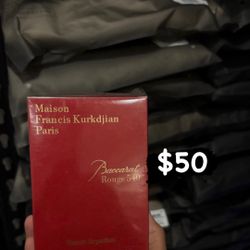 Maison
Francis Kurkdjian
Paris
$50
Baccarat
Rouge 540